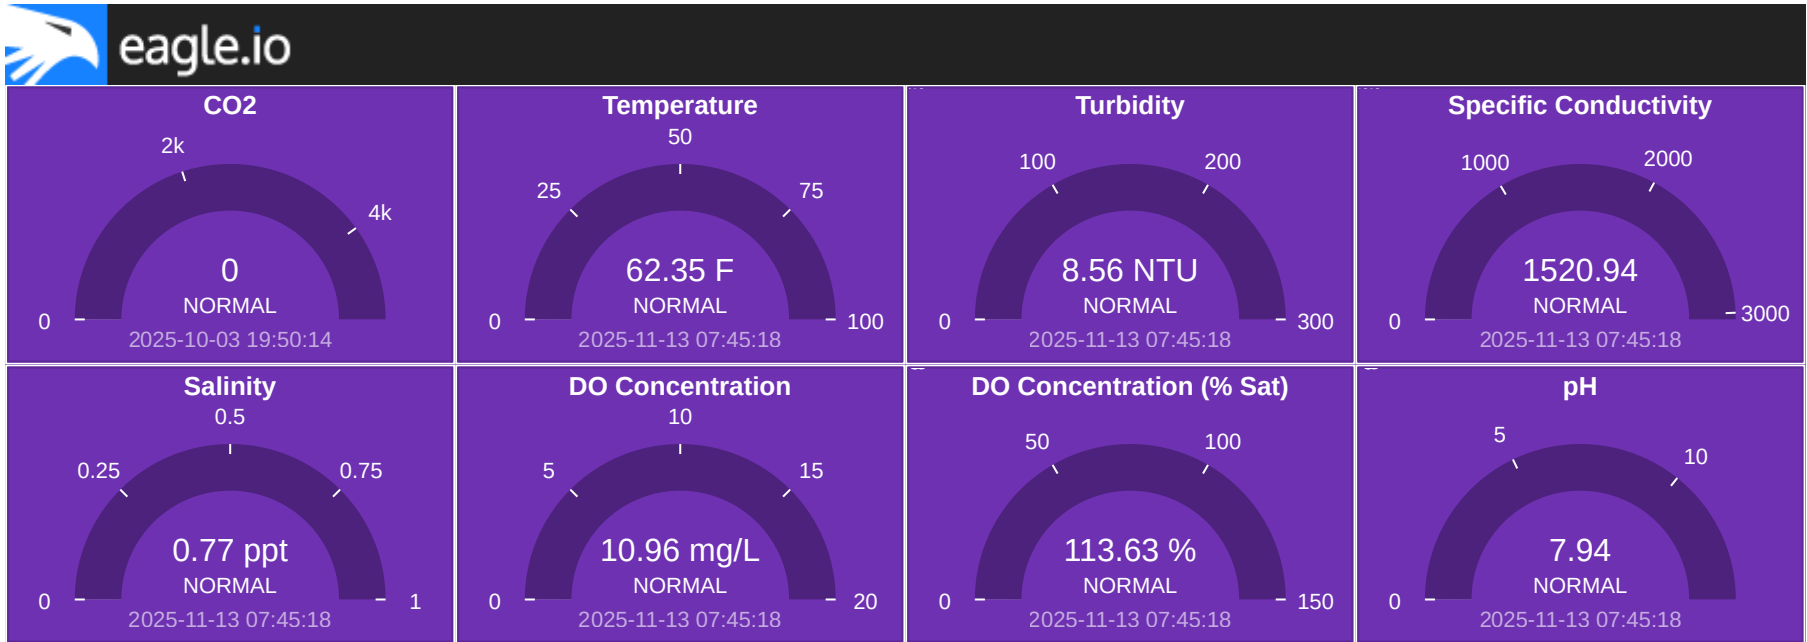 eagle.io
CO2
2k
4k
0
0
NORMAL
2025-10-03 19:50:14
Temperature
50
25
75
62.35 F
NORMAL
0
100
2025-11-13 07:45:18
Turbidity
100
200
8.56 NTU
NORMAL
0
300
2025-11-13 07:45:18
Specific Conductivity
1000
2000
1520.94
NORMAL
0
3000
2025-11-13 07:45:18
Salinity
0.5
0.25
0.75
0.77 ppt
NORMAL
0
1
2025-11-13 07:45:18
DO Concentration
10
5
15
10.96 mg/L
NORMAL
0
20
2025-11-13 07:45:18
DO Concentration (% Sat)
50
100
113.63 %
NORMAL
0
150
2025-11-13 07:45:18
pH
5
10
7.94
NORMAL
0
2025-11-13 07:45:18